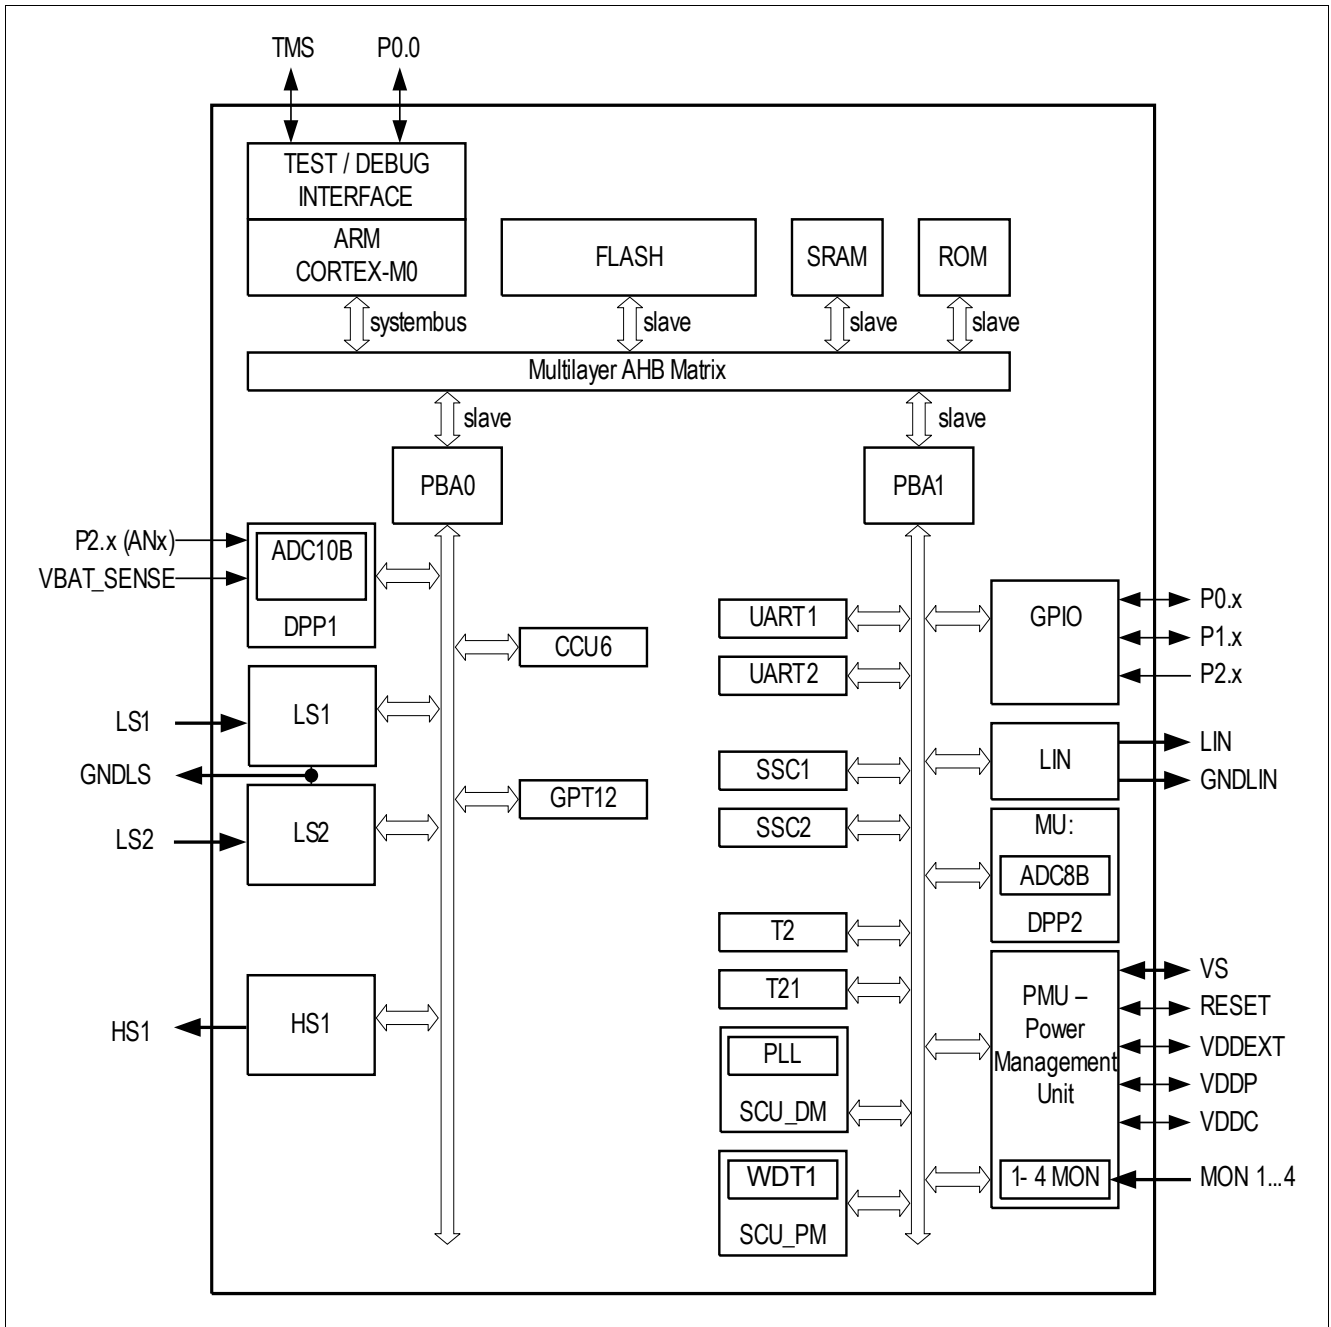 TMS
P0.0
TEST / DEBUG
INTERFACE
ARM
CORTEX-M0
FLASH
SRAM
ROM
systembus
slave
slave
slave
Multilayer AHB Matrix
slave
slave
PBA0
PBA1
P2.x (ANx)
VBAT_SENSE
ADC10B
DPP1
CCU6
LS1
LS1
GNDLS
GPT12
LS2
LS2
HS1
HS1
UART1
UART2
SSC1
SSC2
T2
T21
PLL
SCU_DM
WDT1
SCU_PM
GPIO
P0.x
P1.x
P2.x
LIN
LIN
GNDLIN
MU:
ADC8B
DPP2
PMU –
Power
Management
Unit
VS
RESET
VDDEXT
VDDP
VDDC
1- 4 MON
MON 1...4